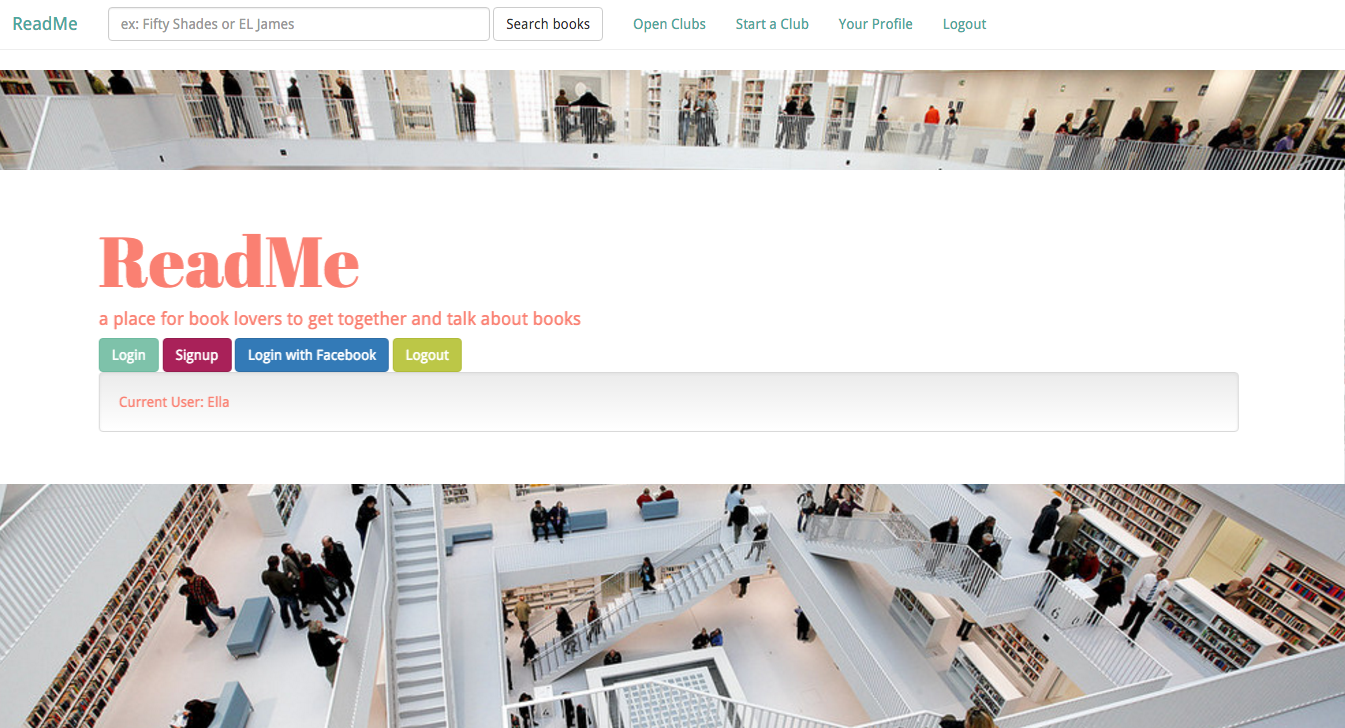 ReadMe ex: Fifty Shades or EL James Search books Open Clubs Start a Club Your Profile Logout
ReadMe
a place for book lovers to get together and talk about books
Login Signup Login with Facebook Logout
Current User: Ella